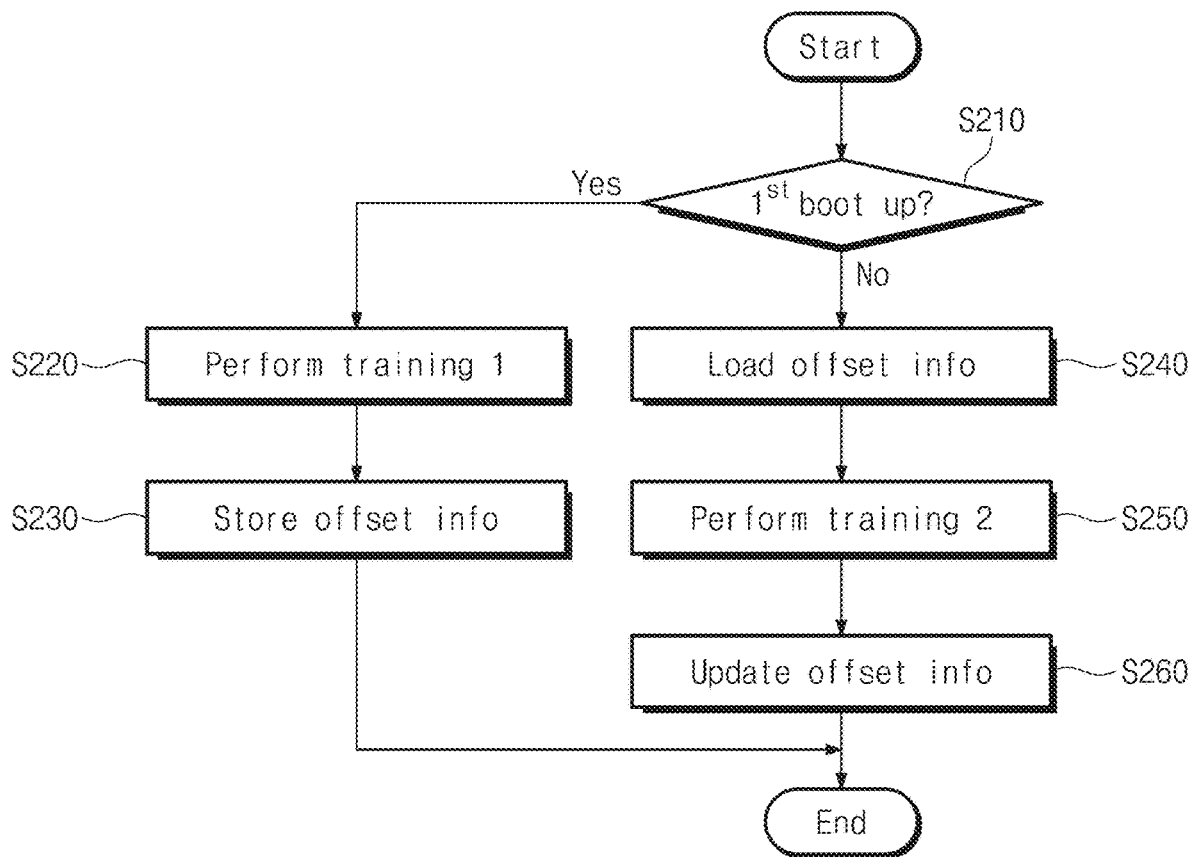 Start
S210
1st boot up?
Yes
No
S220
Perform training 1
Load offset info
S240
S230
Store offset info
Perform training 2
S250
Update offset info
S260
End